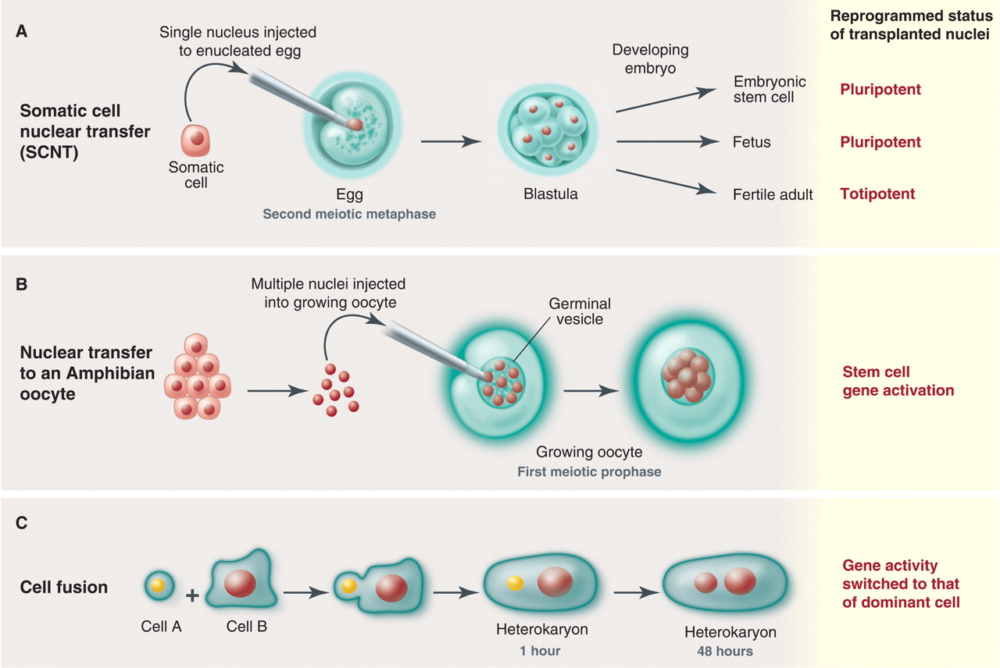 A
Single nucleus injected
to enucleated egg
Somatic cell
nuclear transfer
(SCNT)
Somatic
cell
Egg
Second meiotic metaphase
Blastula
Developing
embryo
Reprogrammed status
of transplanted nuclei
Embryonic
stem cell
Pluripotent
Fetus
Pluripotent
Fertile adult
Totipotent
B
Multiple nuclei injected
into growing oocyte
Nuclear transfer
to an Amphibian
oocyte
Germinal
vesicle
Growing oocyte
First meiotic prophase
Stem cell
gene activation
C
Cell fusion
Cell A
+
Cell B
Heterokaryon
1 hour
Heterokaryon
48 hours
Gene activity
switched to that
of dominant cell